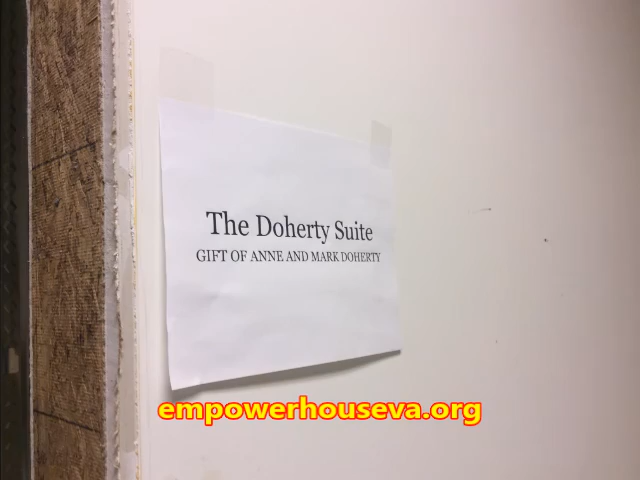 The Doherty Suite
GIFT OF ANNE AND MARK DOHERTY
empowerhouseva.org